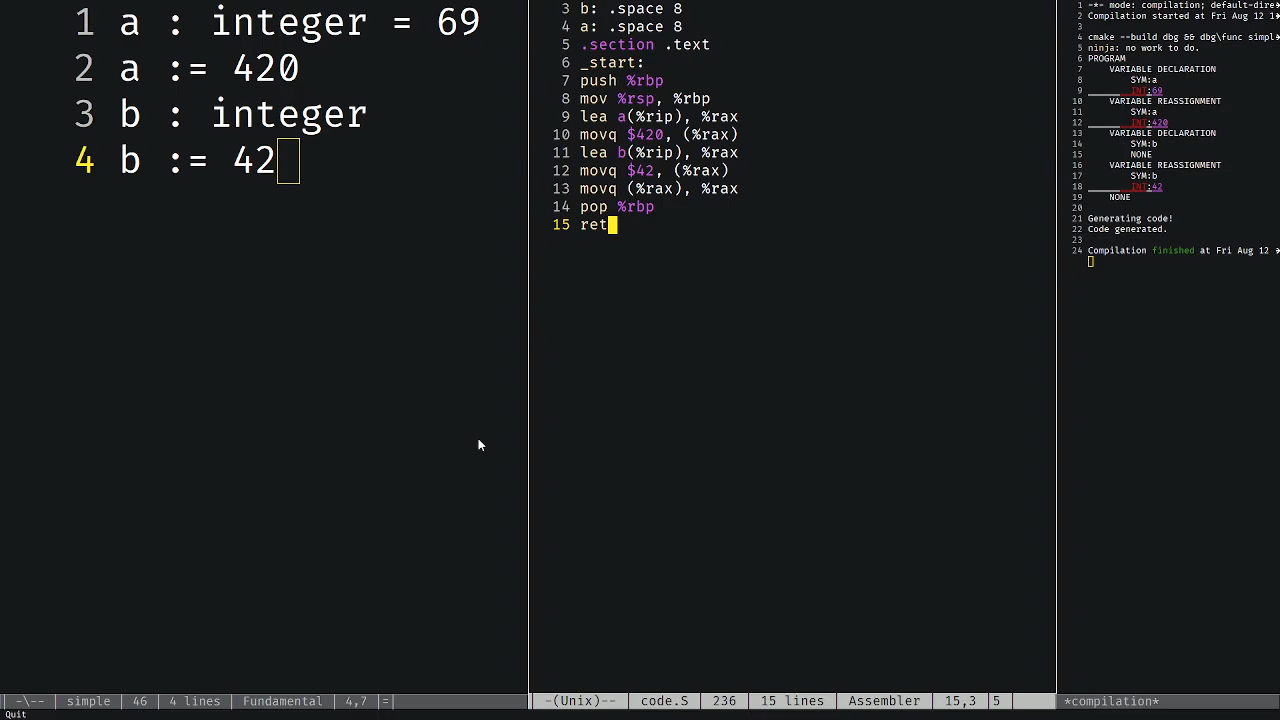 1 a : integer = 69
2 a := 420
3 b : integer
4 b := 42
-\-- simple 46 4 lines Fundamental 4,7 =
Quit
3 b: .space 8
4 a: .space 8
5 .section .text
6 _start:
7 push %rbp
8 mov %rsp, %rbp
9 lea a(%rip), %rax
10 movq $420, (%rax)
11 lea b(%rip), %rax
12 movq $42, (%rax)
13 movq (%rax), %rax
14 pop %rbp
15 ret
-(Unix)-- code.S 236 15 lines Assembler 15,3 5
1 -*- mode: compilation; default-dire
2 Compilation started at Fri Aug 12 1
3
4 cmake --build dbg && dbg\func simpl
5 ninja: no work to do.
6 PROGRAM
7 VARIABLE DECLARATION
8 SYM:a
9 INT:69
10 VARIABLE REASSIGNMENT
11 SYM:a
12 INT:420
13 VARIABLE DECLARATION
14 SYM:b
15 NONE
16 VARIABLE REASSIGNMENT
17 SYM:b
18 INT:42
19 NONE
20
21 Generating code!
22 Code generated.
23
24 Compilation finished at Fri Aug 12
*compilation*